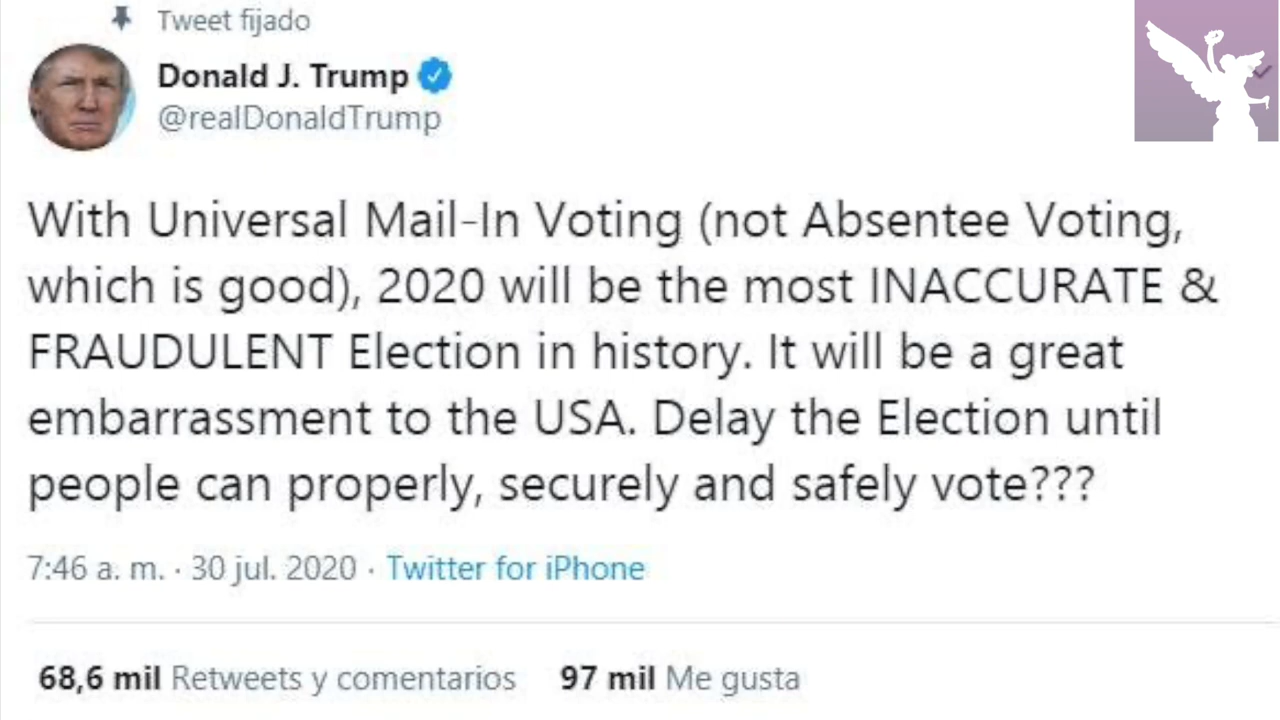 Tweet fijado
Donald J. Trump
@realDonaldTrump
With Universal Mail-In Voting (not Absentee Voting,
which is good), 2020 will be the most INACCURATE &
FRAUDULENT Election in history. It will be a great
embarrassment to the USA. Delay the Election until
people can properly, securely and safely vote???
7:46 a. m. · 30 jul. 2020 · Twitter for iPhone
68,6 mil Retweets y comentarios 97 mil Me gusta